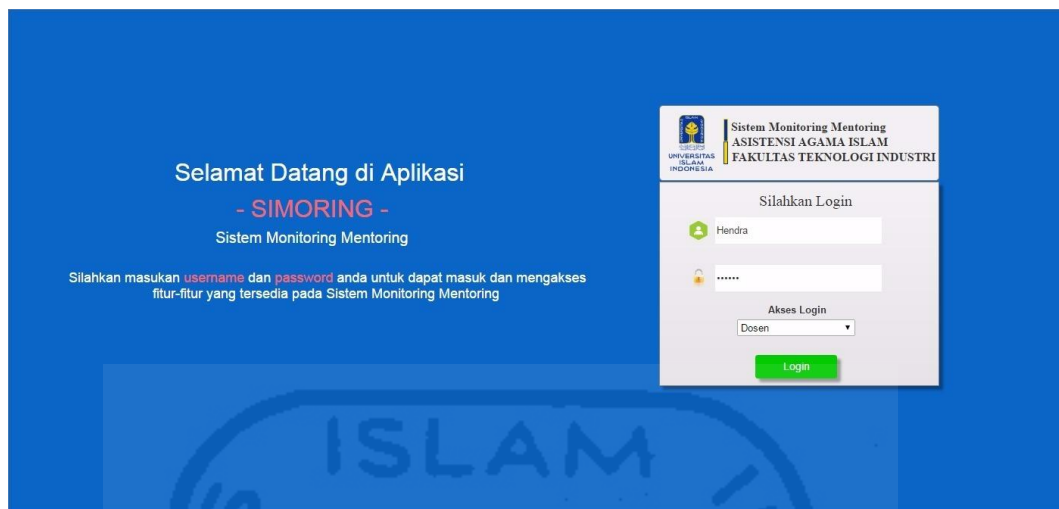 Selamat Datang di Aplikasi
- SIMORING -
Sistem Monitoring Mentoring
Silahkan masukan username dan password anda untuk dapat masuk dan mengakses
fitur-fitur yang tersedia pada Sistem Monitoring Mentoring
UNIVERSITAS
ISLAM
INDONESIA
Sistem Monitoring Mentoring
ASISTENSI AGAMA ISLAM
FAKULTAS TEKNOLOGI INDUSTRI
Silahkan Login
Hendra
••••••
Akses Login
Dosen
Login
ISLAM